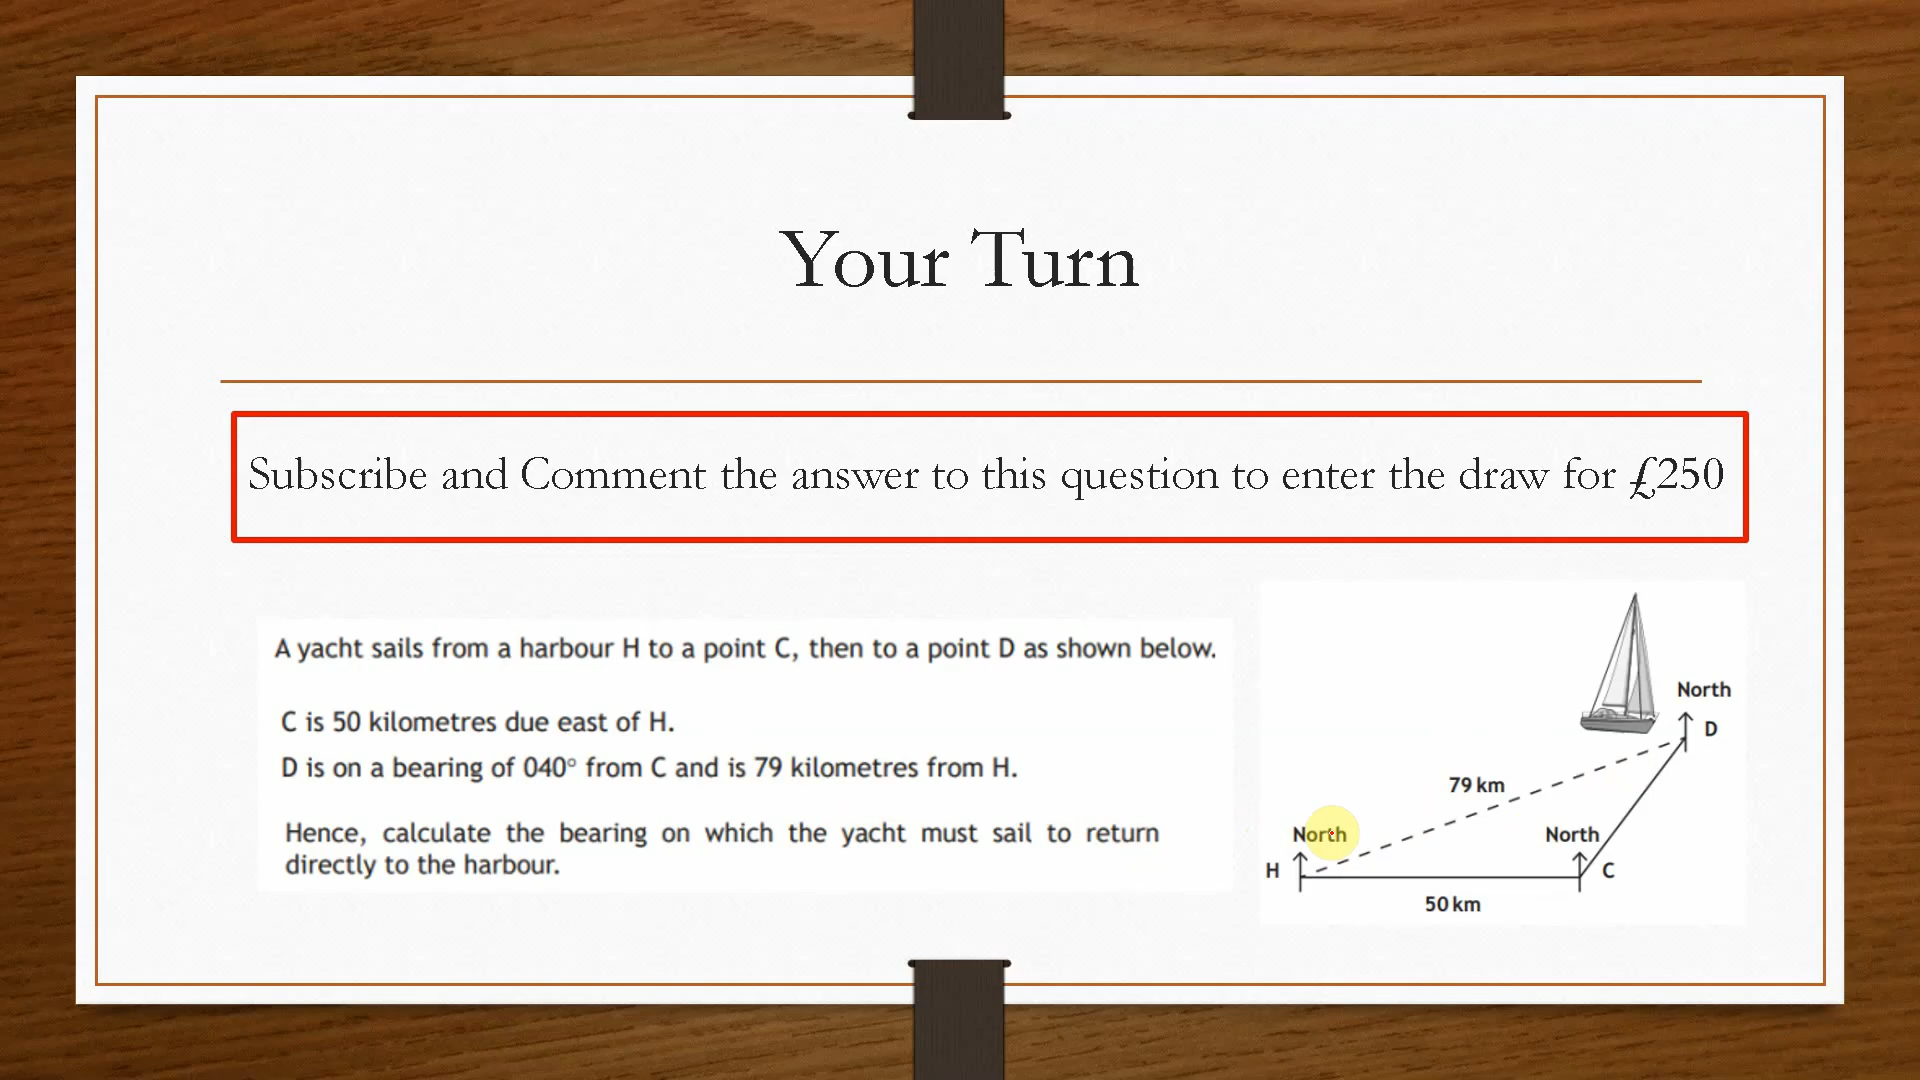 Your Turn
Subscribe and Comment the answer to this question to enter the draw for £250
A yacht sails from a harbour H to a point C, then to a point D as shown below.
C is 50 kilometres due east of H.
D is on a bearing of 040° from C and is 79 kilometres from H.
Hence, calculate the bearing on which the yacht must sail to return
directly to the harbour.
North
D
79 km
North
North
H
C
50 km